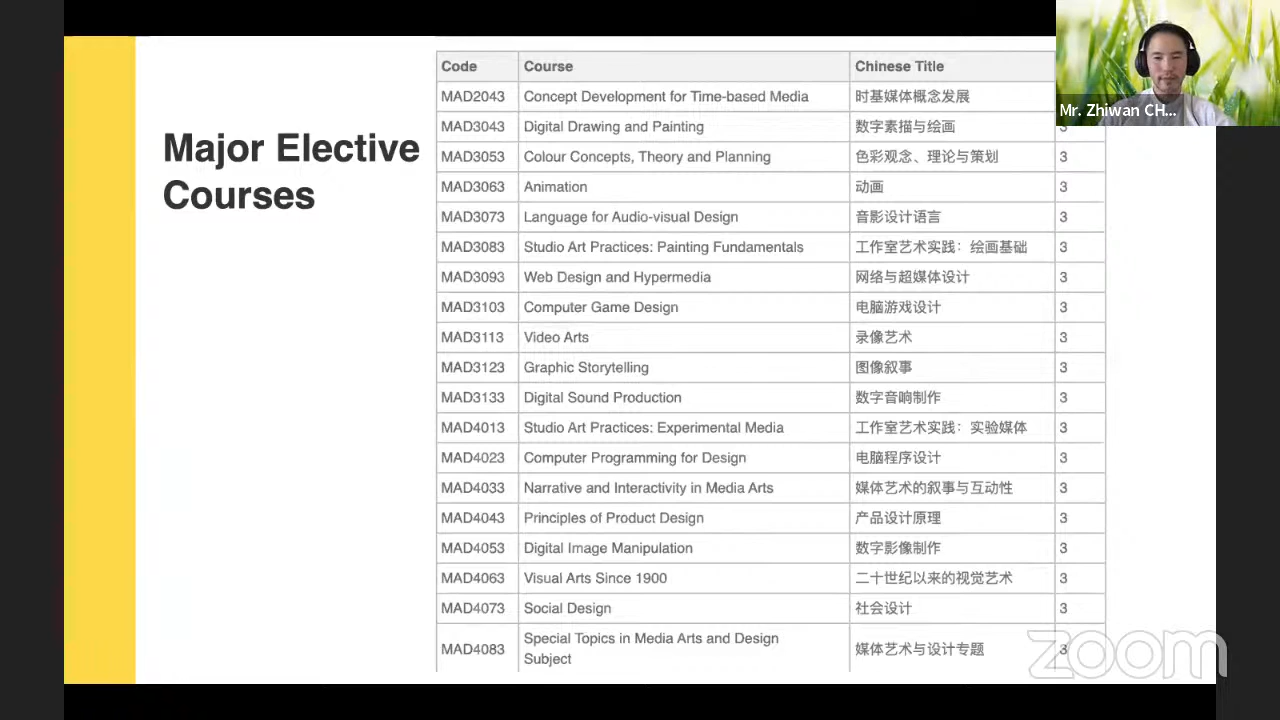 Major Elective
Courses
Code Course Chinese Title
MAD2043 Concept Development for Time-based Media 时基媒体概念发展
MAD3043 Digital Drawing and Painting 数字素描与绘画 3
MAD3053 Colour Concepts, Theory and Planning 色彩观念、理论与策划 3
MAD3063 Animation 动画 3
MAD3073 Language for Audio-visual Design 音影设计语言 3
MAD3083 Studio Art Practices: Painting Fundamentals 工作室艺术实践：绘画基础 3
MAD3093 Web Design and Hypermedia 网络与超媒体设计 3
MAD3103 Computer Game Design 电脑游戏设计 3
MAD3113 Video Arts 录像艺术 3
MAD3123 Graphic Storytelling 图像叙事 3
MAD3133 Digital Sound Production 数字音响制作 3
MAD4013 Studio Art Practices: Experimental Media 工作室艺术实践：实验媒体 3
MAD4023 Computer Programming for Design 电脑程序设计 3
MAD4033 Narrative and Interactivity in Media Arts 媒体艺术的叙事与互动性 3
MAD4043 Principles of Product Design 产品设计原理 3
MAD4053 Digital Image Manipulation 数字影像制作 3
MAD4063 Visual Arts Since 1900 二十世纪以来的视觉艺术 3
MAD4073 Social Design 社会设计 3
MAD4083 Special Topics in Media Arts and Design
Subject 媒体艺术与设计专题 3
Mr. Zhiwan CH...
zoom